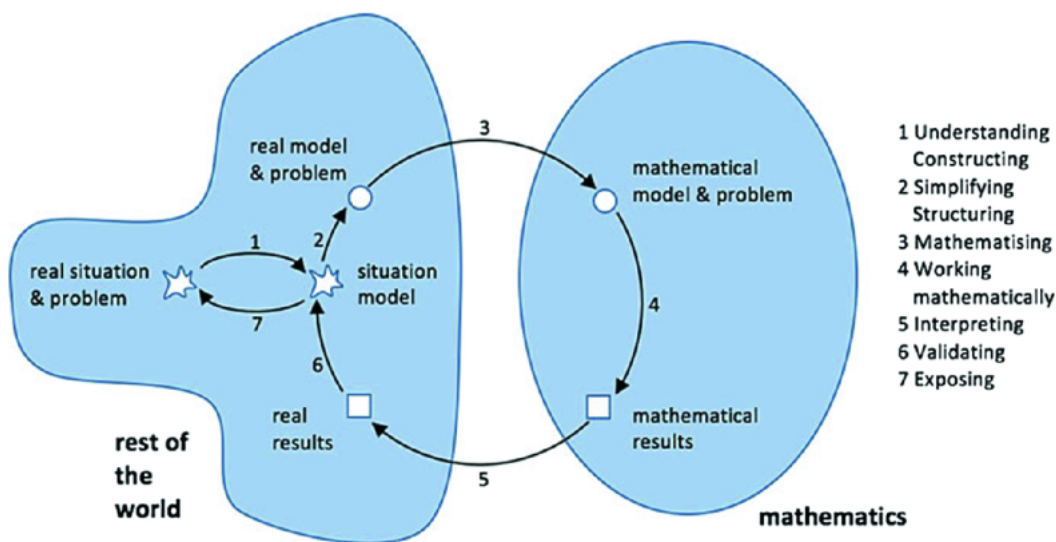 real model
& problem
3
mathematical
model & problem
1
2
real situation
& problem
situation
model
7
4
6
real
results
mathematical
results
5
rest of
the
world
mathematics
1 Understanding
Constructing
2 Simplifying
Structuring
3 Mathematising
4 Working
mathematically
5 Interpreting
6 Validating
7 Exposing